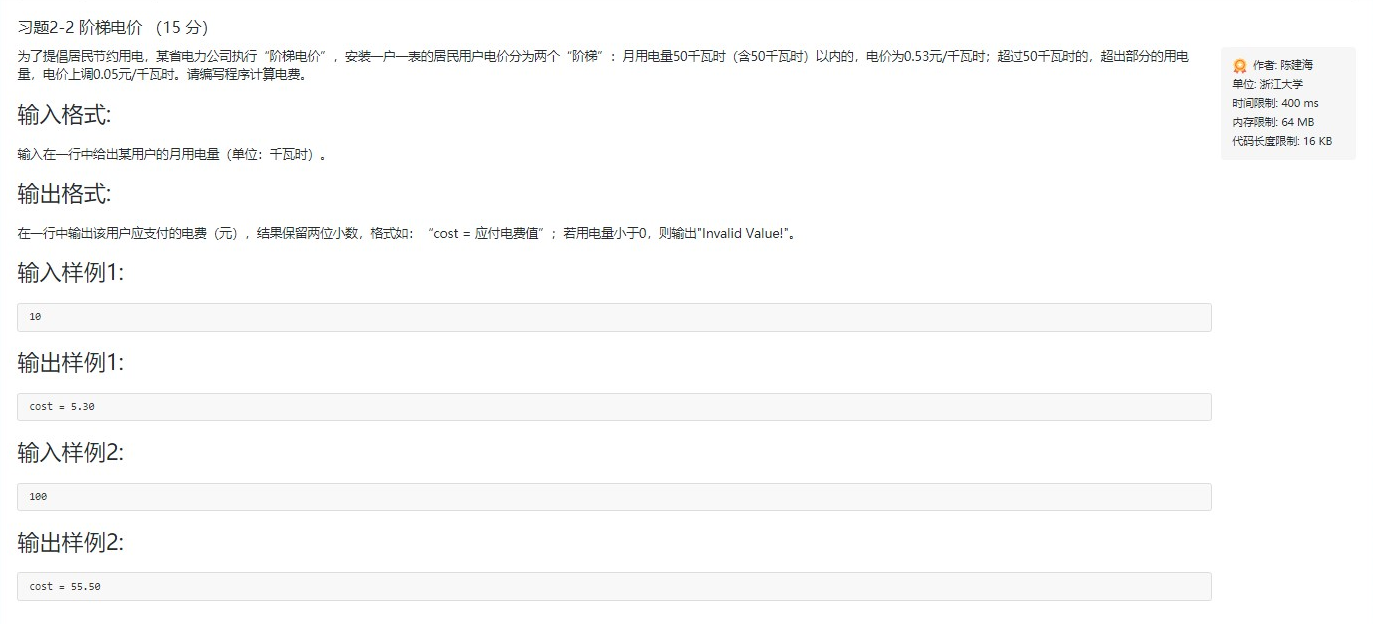 习题2-2 阶梯电价 （15 分）
为了提倡居民节约用电，某省电力公司执行“阶梯电价”，安装一户一表的居民用户电价分为两个“阶梯”：月用电量50千瓦时（含50千瓦时）以内的，电价为0.53元/千瓦时；超过50千瓦时的，超出部分的用电
量，电价上调0.05元/千瓦时。请编写程序计算电费。
作者: 陈建海
单位: 浙江大学
时间限制: 400 ms
内存限制: 64 MB
代码长度限制: 16 KB
输入格式:
输入在一行中给出某用户的月用电量（单位：千瓦时）。
输出格式:
在一行中输出该用户应支付的电费（元），结果保留两位小数，格式如：“cost = 应付电费值”；若用电量小于0，则输出"Invalid Value!"。
输入样例1:
10
输出样例1:
cost = 5.30
输入样例2:
100
输出样例2:
cost = 55.50